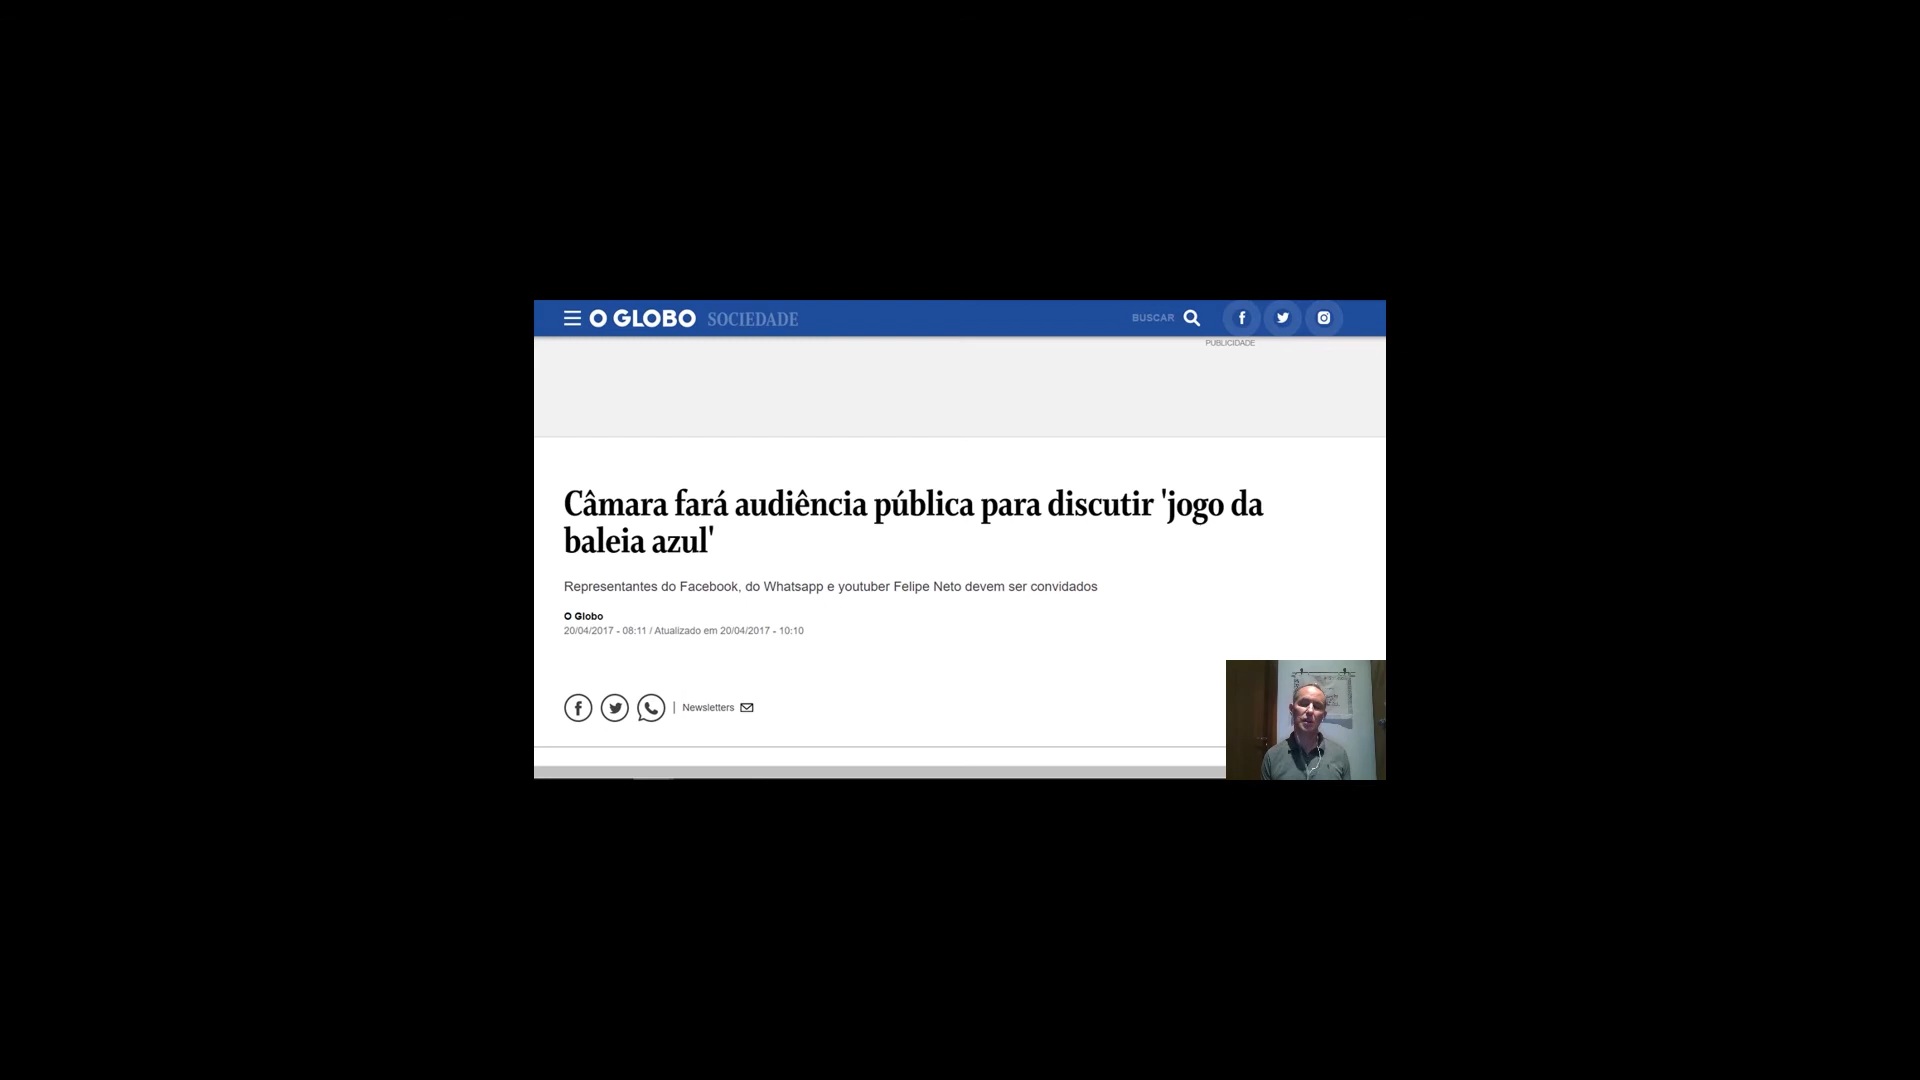 O GLOBO SOCIEDADE BUSCAR
PUBLICIDADE
Câmara fará audiência pública para discutir 'jogo da
baleia azul'
Representantes do Facebook, do Whatsapp e youtuber Felipe Neto devem ser convidados
O Globo
20/04/2017 - 08:11 / Atualizado em 20/04/2017 - 10:10
| Newsletters